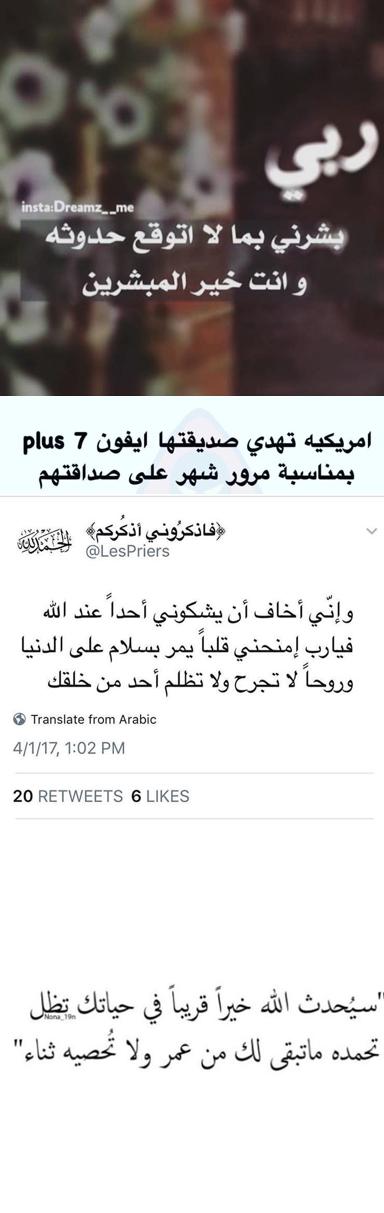 ربي
insta:Dreamz__me
بشرني بما لا اتوقع حدوثه
و انت خير المبشرين
امريكيه تهدي صديقتها ايفون 7 plus
بمناسبة مرور شهر على صداقتهم
﴿فاذكرُوني أذكُركم﴾
الحمدلله
@LesPriers
وإنّي أخاف أن يشكوني أحداً عند الله
فيارب إمنحني قلباً يمر بسلام على الدنيا
وروحاً لا تجرح ولا تظلم أحد من خلقك
Translate from Arabic
4/1/17, 1:02 PM
20 RETWEETS 6 LIKES
"سيُحدث الله خيراً قريباً في حياتك تظل
Nona_19n
تحمده ماتبقى لك من عمر ولا تُحصيه ثناء"